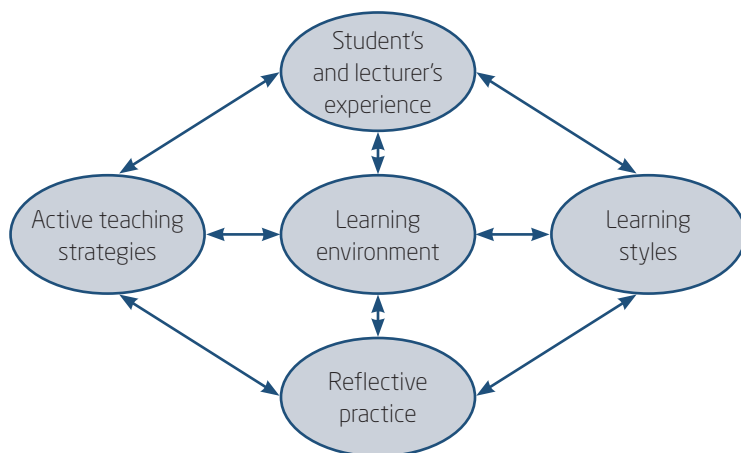 Student's
and lecturer's
experience
Active teaching
strategies
Learning
environment
Learning
styles
Reflective
practice